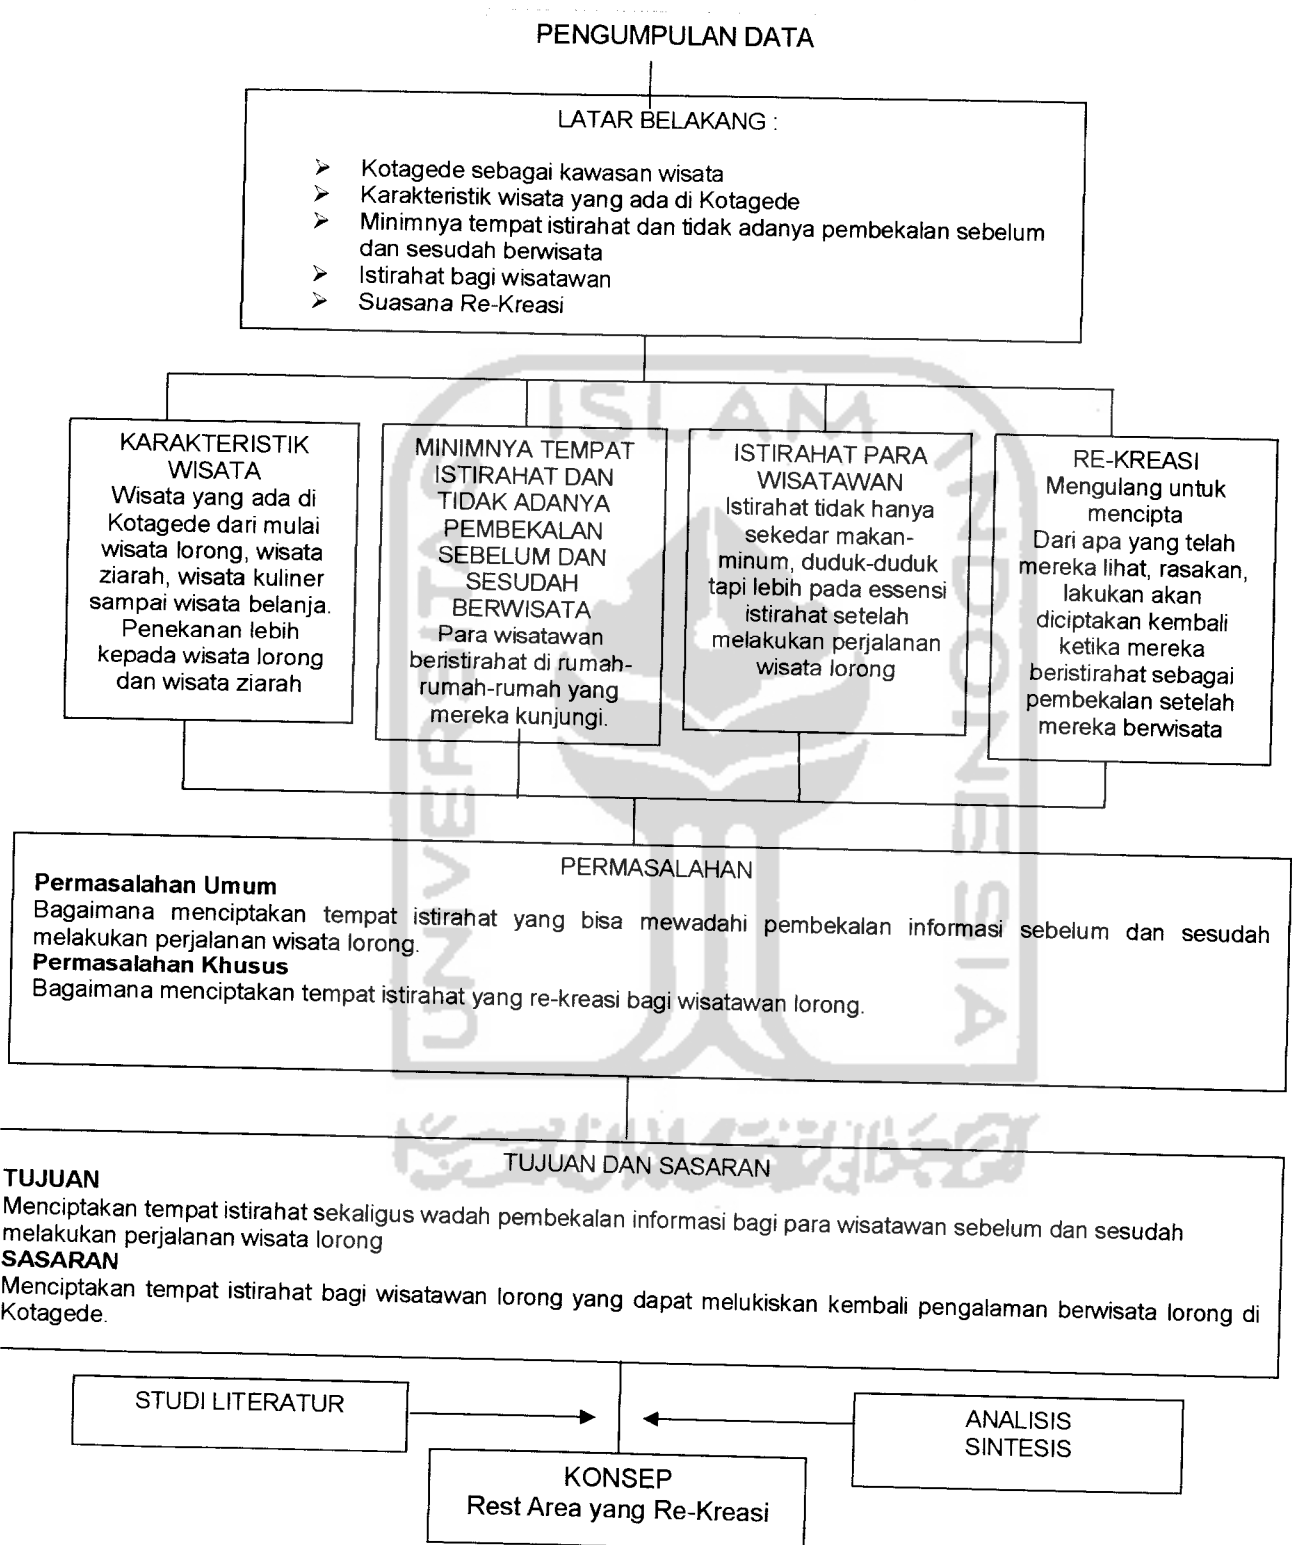 PENGUMPULAN DATA
LATAR BELAKANG :
➢ Kotagede sebagai kawasan wisata
➢ Karakteristik wisata yang ada di Kotagede
➢ Minimnya tempat istirahat dan tidak adanya pembekalan sebelum
dan sesudah berwisata
➢ Istirahat bagi wisatawan
➢ Suasana Re-Kreasi
KARAKTERISTIK
WISATA
Wisata yang ada di
Kotagede dari mulai
wisata lorong, wisata
ziarah, wisata kuliner
sampai wisata belanja.
Penekanan lebih
kepada wisata lorong
dan wisata ziarah
MINIMNYA TEMPAT
ISTIRAHAT DAN
TIDAK ADANYA
PEMBEKALAN
SEBELUM DAN
SESUDAH
BERWISATA
Para wisatawan
beristirahat di rumah-
rumah-rumah yang
mereka kunjungi.
ISTIRAHAT PARA
WISATAWAN
Istirahat tidak hanya
sekedar makan-
minum, duduk-duduk
tapi lebih pada essensi
istirahat setelah
melakukan perjalanan
wisata lorong
RE-KREASI
Mengulang untuk
mencipta
Dari apa yang telah
mereka lihat, rasakan,
lakukan akan
diciptakan kembali
ketika mereka
beristirahat sebagai
pembekalan setelah
mereka berwisata
PERMASALAHAN
Permasalahan Umum
Bagaimana menciptakan tempat istirahat yang bisa mewadahi pembekalan informasi sebelum dan sesudah
melakukan perjalanan wisata lorong.
Permasalahan Khusus
Bagaimana menciptakan tempat istirahat yang re-kreasi bagi wisatawan lorong.
TUJUAN DAN SASARAN
TUJUAN
Menciptakan tempat istirahat sekaligus wadah pembekalan informasi bagi para wisatawan sebelum dan sesudah
melakukan perjalanan wisata lorong
SASARAN
Menciptakan tempat istirahat bagi wisatawan lorong yang dapat melukiskan kembali pengalaman berwisata lorong di
Kotagede.
STUDI LITERATUR
ANALISIS
SINTESIS
KONSEP
Rest Area yang Re-Kreasi
UNIVERSITAS
ISLAM
INDONESIA